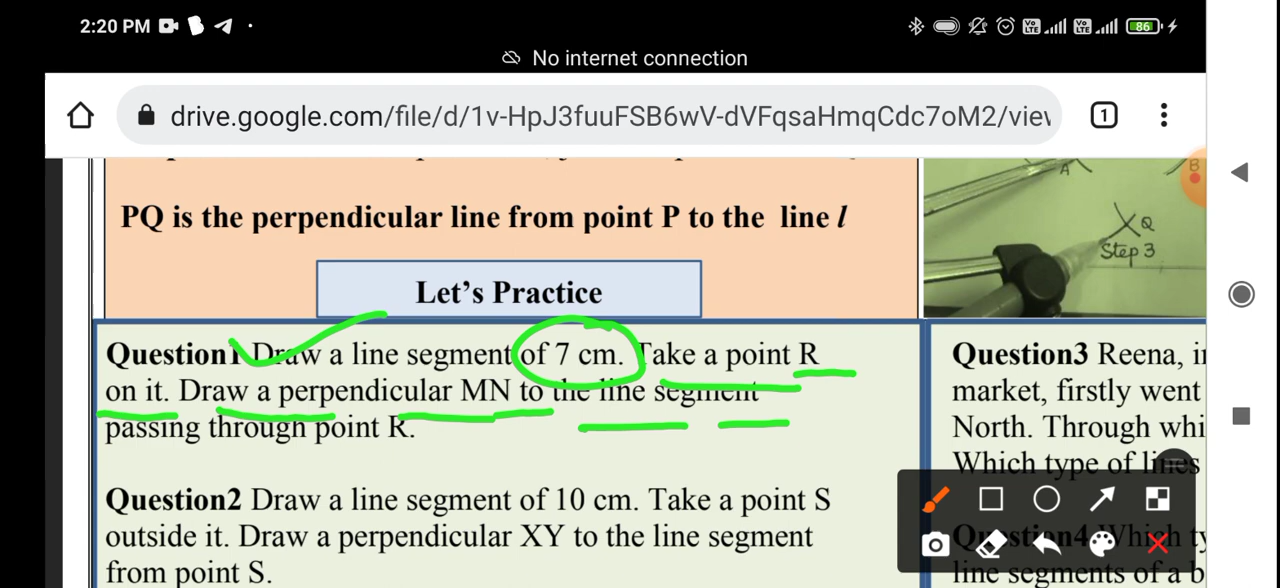 2:20 PM
86
No internet connection
drive.google.com/file/d/1v-HpJ3fuuFSB6wV-dVFqsaHmqCdc7oM2/view
1
PQ is the perpendicular line from point P to the line l
A
B
Q
Step 3
Let's Practice
Question1 Draw a line segment of 7 cm. Take a point R
on it. Draw a perpendicular MN to the line segment
passing through point R.
Question2 Draw a line segment of 10 cm. Take a point S
outside it. Draw a perpendicular XY to the line segment
from point S.
Question3 Reena, in
market, firstly went
North. Through whi
Which type of lines
Question4 Which ty
line segments of a b